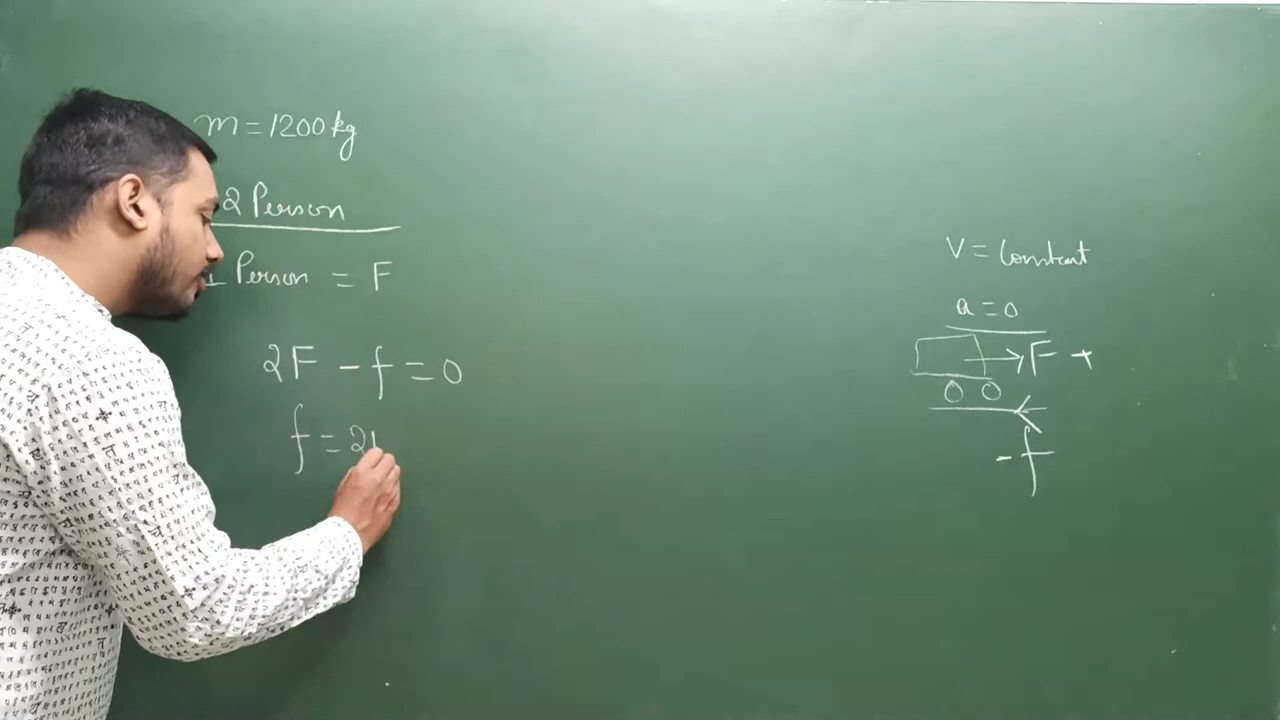 m = 1200 kg
2 Person
1 Person = F
2F - f = 0
f = 2
V = Constant
a = 0
F +
- f